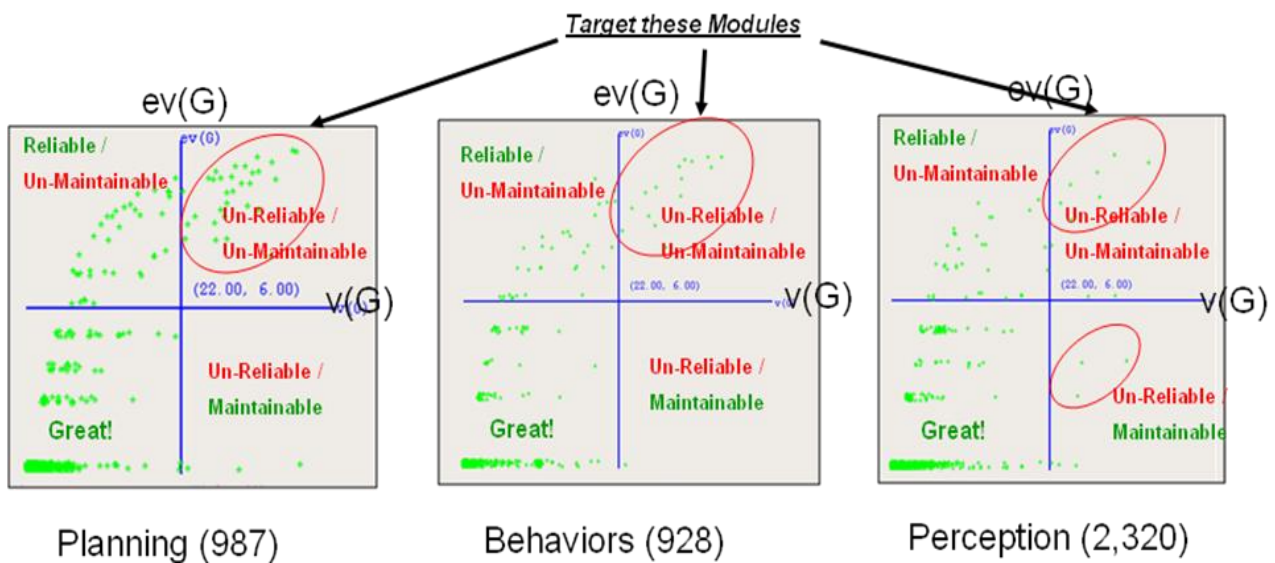 Target these Modules
ev(G)
ev(G)
ev(G)
ev(G)
Reliable /
Un-Maintainable
Un-Reliable /
Un-Maintainable
(22.00, 6.00)
v(G)
v(G)
Un-Reliable /
Maintainable
Great!
ev(G)
Reliable /
Un-Maintainable
Un-Reliable /
Un-Maintainable
(22.00, 6.00)
v(G)
v(G)
Un-Reliable /
Maintainable
Great!
ev(G)
Reliable /
Un-Maintainable
Un-Reliable /
Un-Maintainable
(22.00, 6.00)
v(G)
Un-Reliable /
Maintainable
Great!
Planning (987)
Behaviors (928)
Perception (2,320)